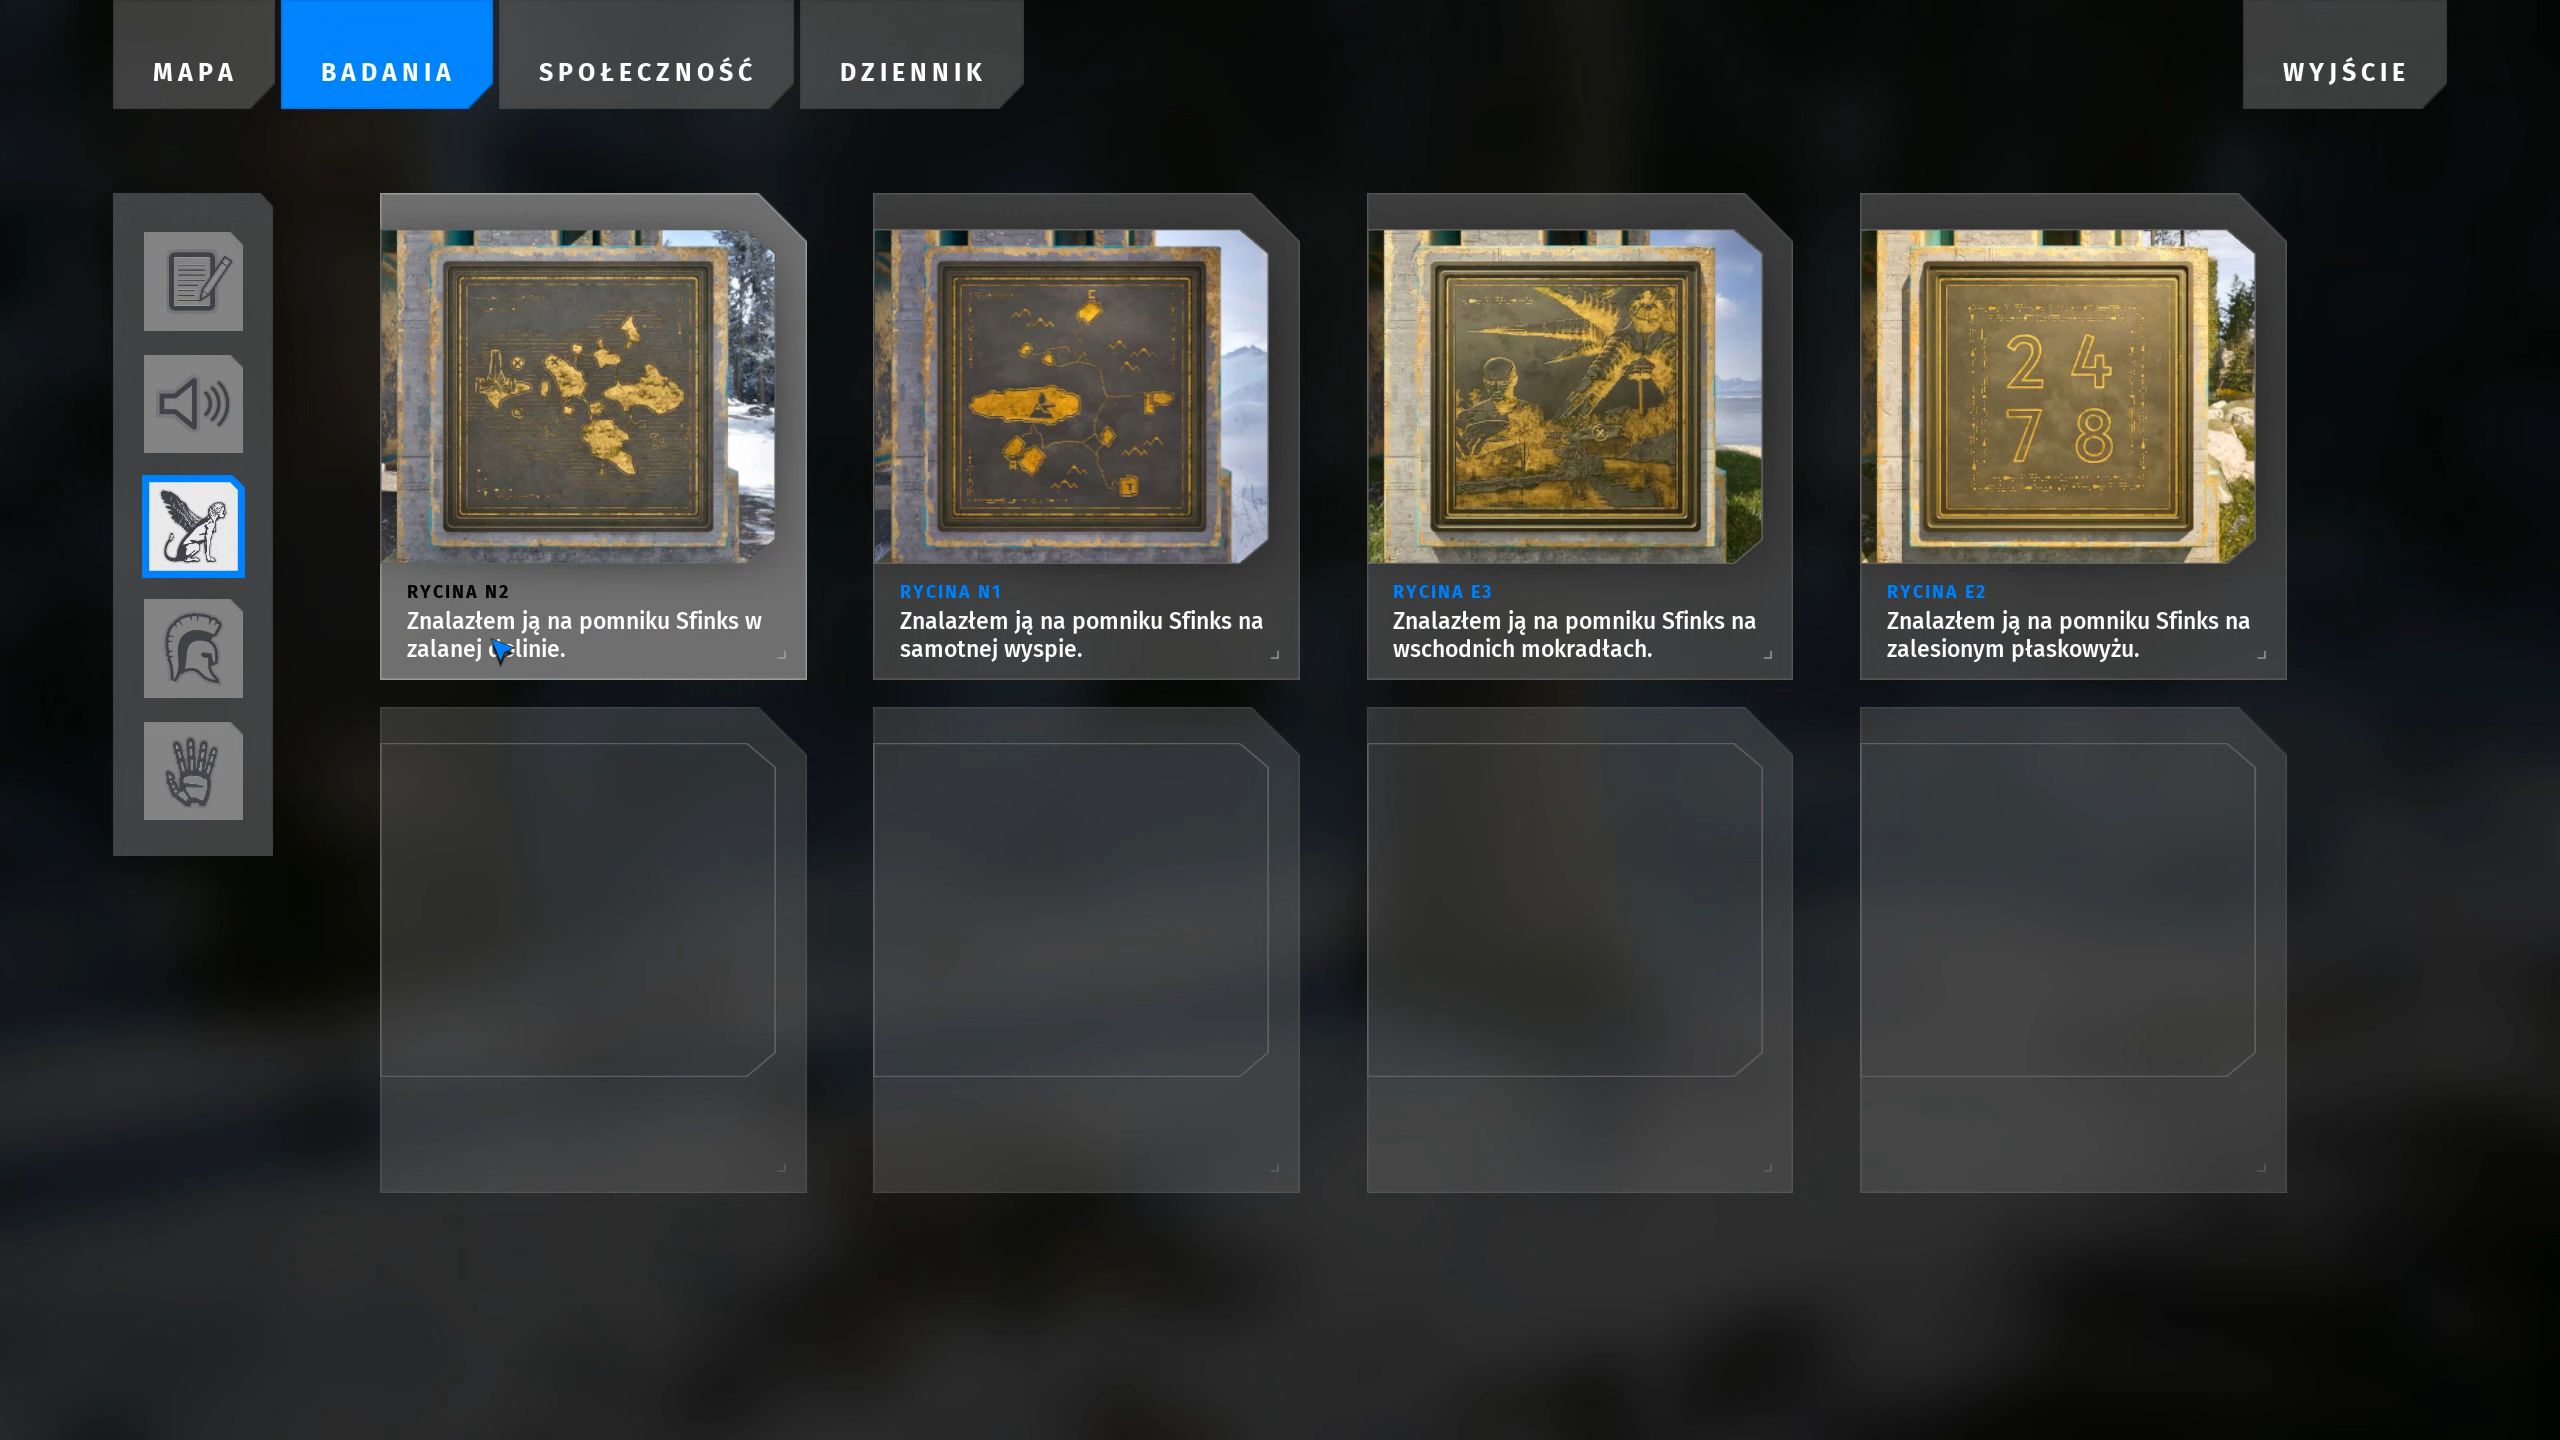 MAPA
BADANIA
SPOŁECZNOŚĆ
DZIENNIK
WYJŚCIE
2 4
7 8
RYCINA N2
Znalazłem ją na pomniku Sfinks w
zalanej dolinie.
RYCINA N1
Znalazłem ją na pomniku Sfinks na
samotnej wyspie.
RYCINA E3
Znalazłem ją na pomniku Sfinks na
wschodnich mokradłach.
RYCINA E2
Znalazłem ją na pomniku Sfinks na
zalesionym płaskowyżu.